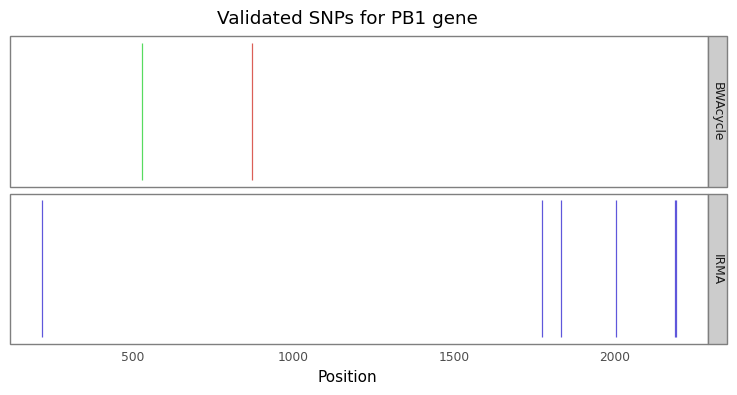 Validated SNPs for PB1 gene
BWAcycle
IRMA
500 1000 1500 2000
Position